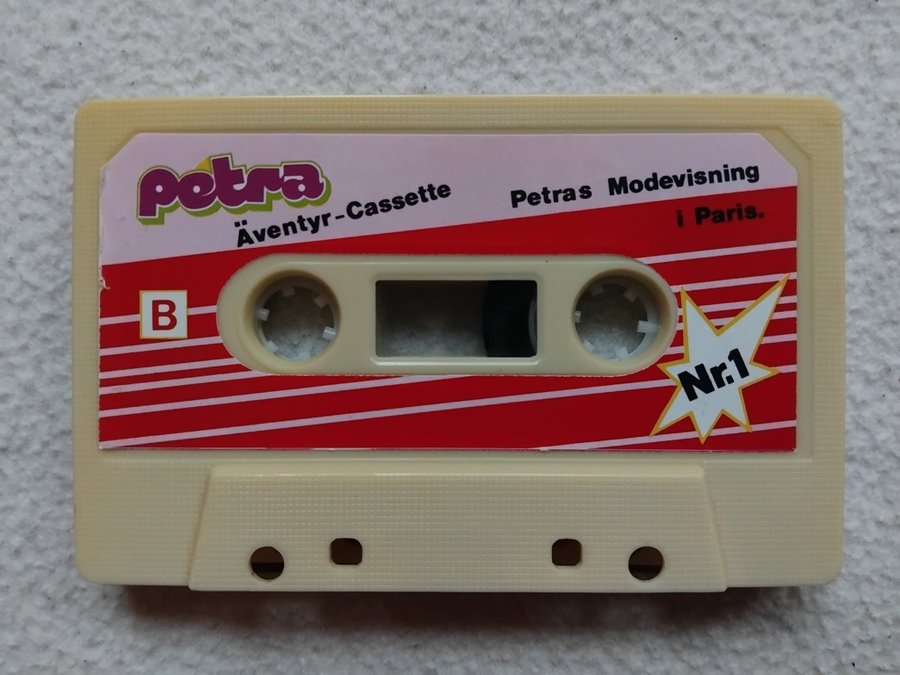 Petra
Äventyr-Cassette
Petras Modevisning
i Paris.
B
Nr.1